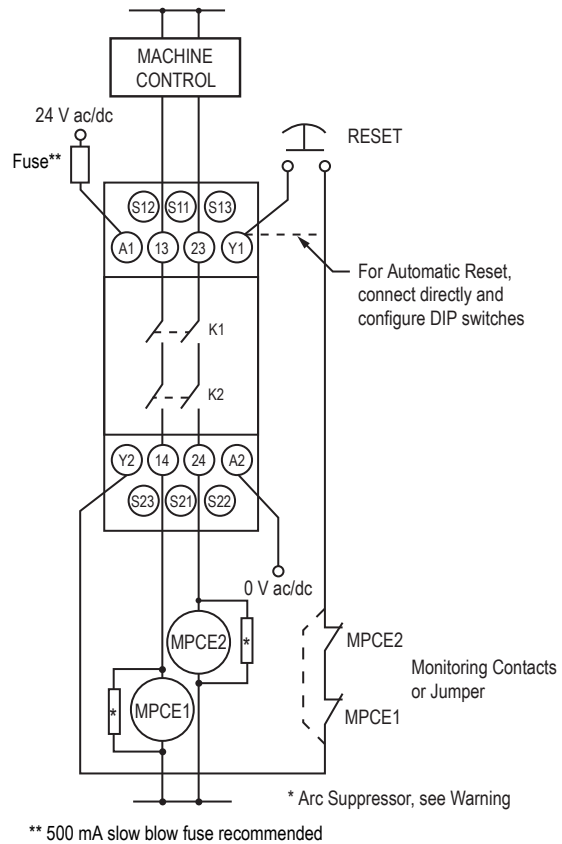 MACHINE
CONTROL
24 V ac/dc
Fuse**
RESET
S12 S11 S13
A1 13 23 Y1
For Automatic Reset,
connect directly and
configure DIP switches
K1
K2
Y2 14 24 A2
S23 S21 S22
0 V ac/dc
MPCE2
*
MPCE2
Monitoring Contacts
or Jumper
*
MPCE1
MPCE1
* Arc Suppressor, see Warning
** 500 mA slow blow fuse recommended